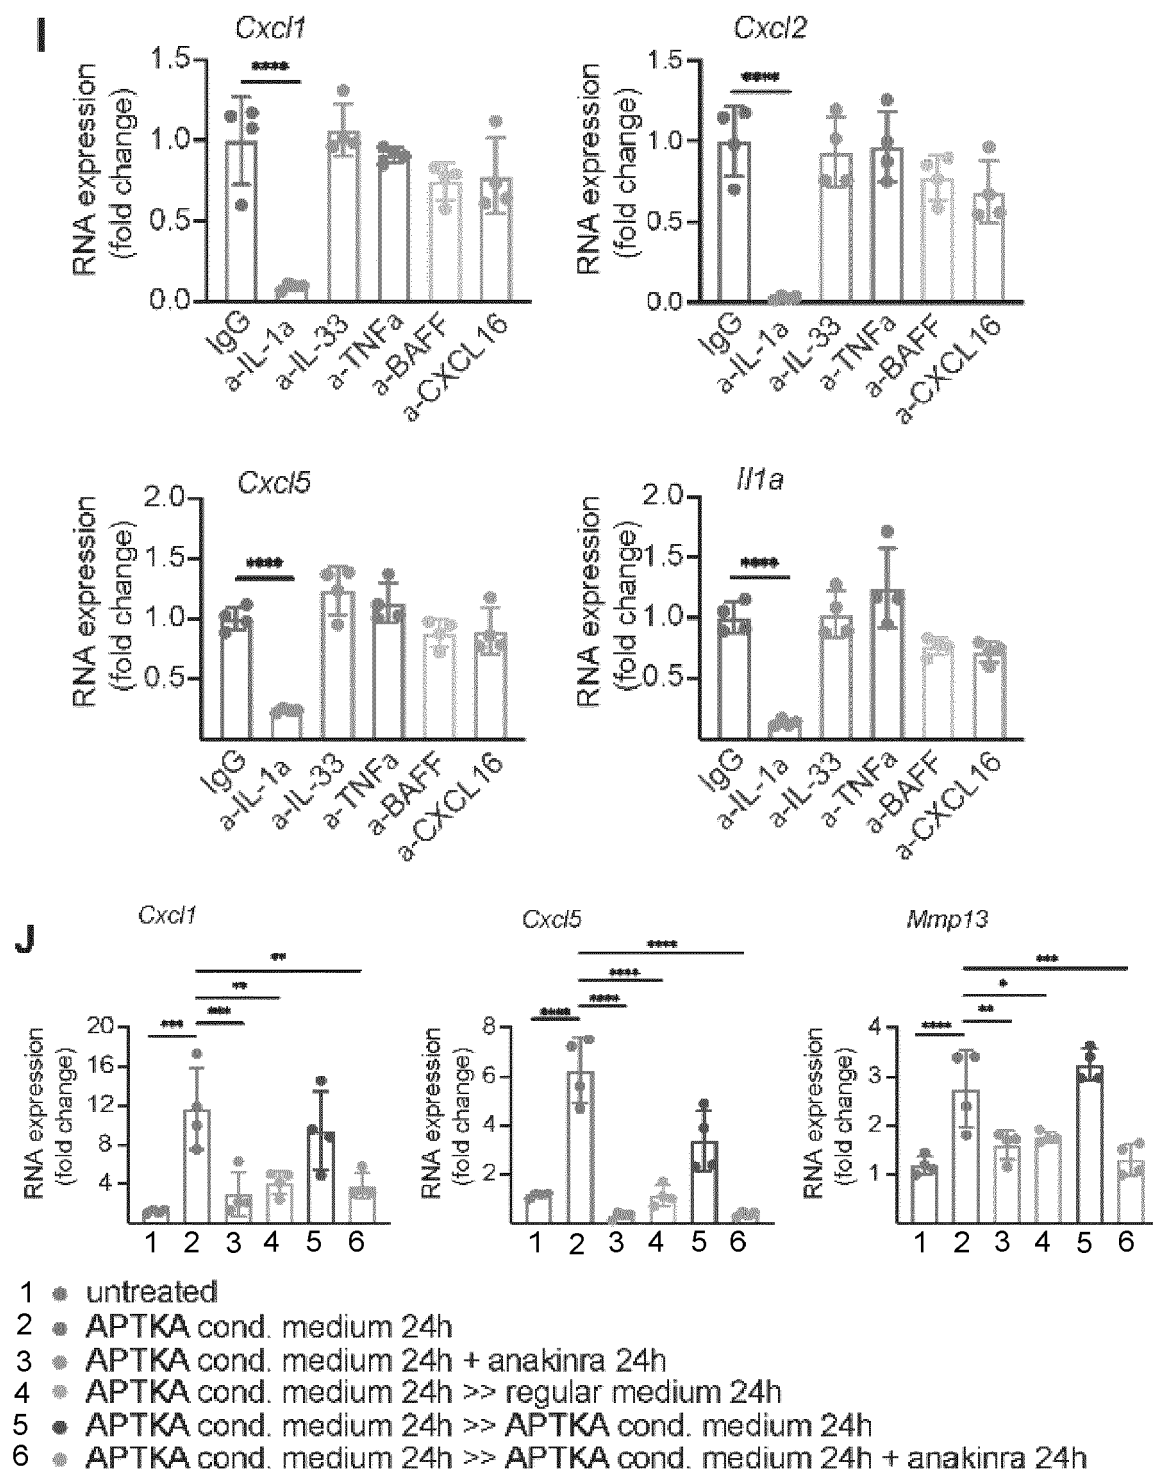 I
Cxcl1
Cxcl2
RNA expression
(fold change)
1.5
1.0
0.5
0.0
****
IgG
a-IL-1a
a-IL-33
a-TNFa
a-BAFF
a-CXCL16
RNA expression
(fold change)
1.5
1.0
0.5
0.0
****
IgG
a-IL-1a
a-IL-33
a-TNFa
a-BAFF
a-CXCL16
Cxcl5
Il1a
RNA expression
(fold change)
2.0
1.5
1.0
0.5
****
IgG
a-IL-1a
a-IL-33
a-TNFa
a-BAFF
a-CXCL16
RNA expression
(fold change)
2.0
1.5
1.0
0.5
****
IgG
a-IL-1a
a-IL-33
a-TNFa
a-BAFF
a-CXCL16
J
Cxcl1
Cxcl5
Mmp13
RNA expression
(fold change)
20
16
12
8
4
**
**
***
***
1 2 3 4 5 6
RNA expression
(fold change)
8
6
4
2
****
****
****
****
1 2 3 4 5 6
RNA expression
(fold change)
4
3
2
1
***
*
**
****
1 2 3 4 5 6
1 untreated
2 APTKA cond. medium 24h
3 APTKA cond. medium 24h + anakinra 24h
4 APTKA cond. medium 24h >> regular medium 24h
5 APTKA cond. medium 24h >> APTKA cond. medium 24h
6 APTKA cond. medium 24h >> APTKA cond. medium 24h + anakinra 24h